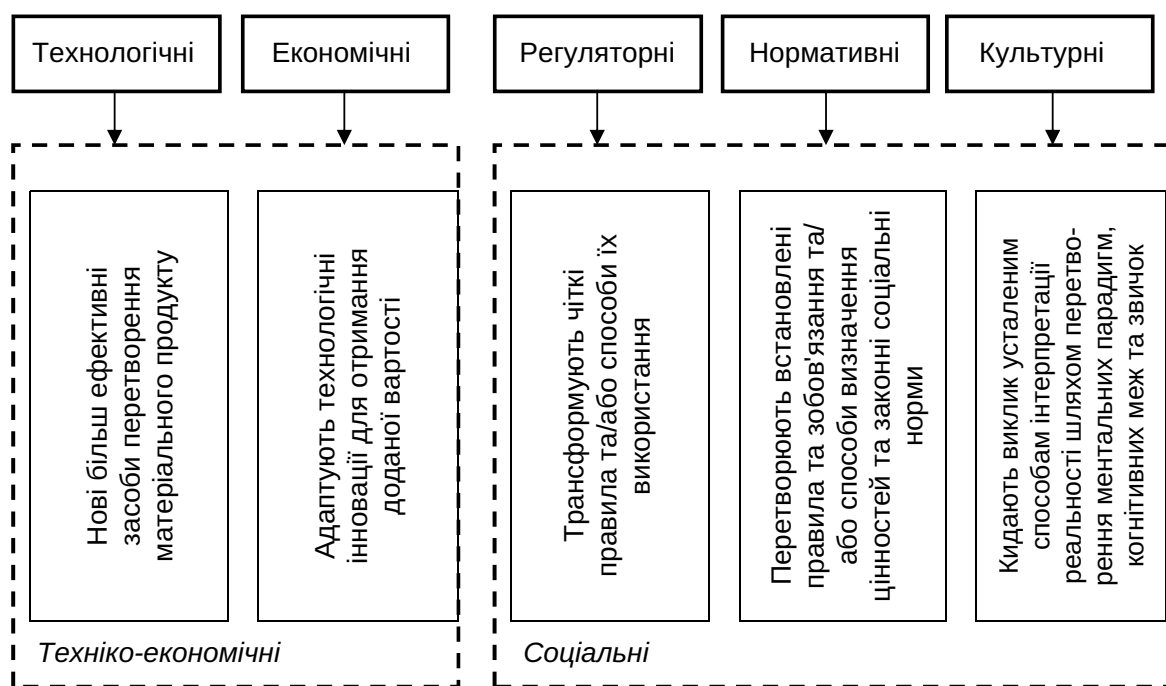 Технологічні
Економічні
Регуляторні
Нормативні
Культурні
Нові більш ефективні
засоби перетворення
матеріального продукту
Адаптують технологічні
інновації для отримання
доданої вартості
Трансформують чіткі
правила та/або способи їх
використання
Перетворюють встановлені
правила та зобов'язання та/
або способи визначення
цінностей та законні соціальні
норми
Кидають виклик усталеним
способам інтерпретації
реальності шляхом перетво-
рення ментальних парадигм,
когнітивних меж та звичок
Техніко-економічні
Соціальні